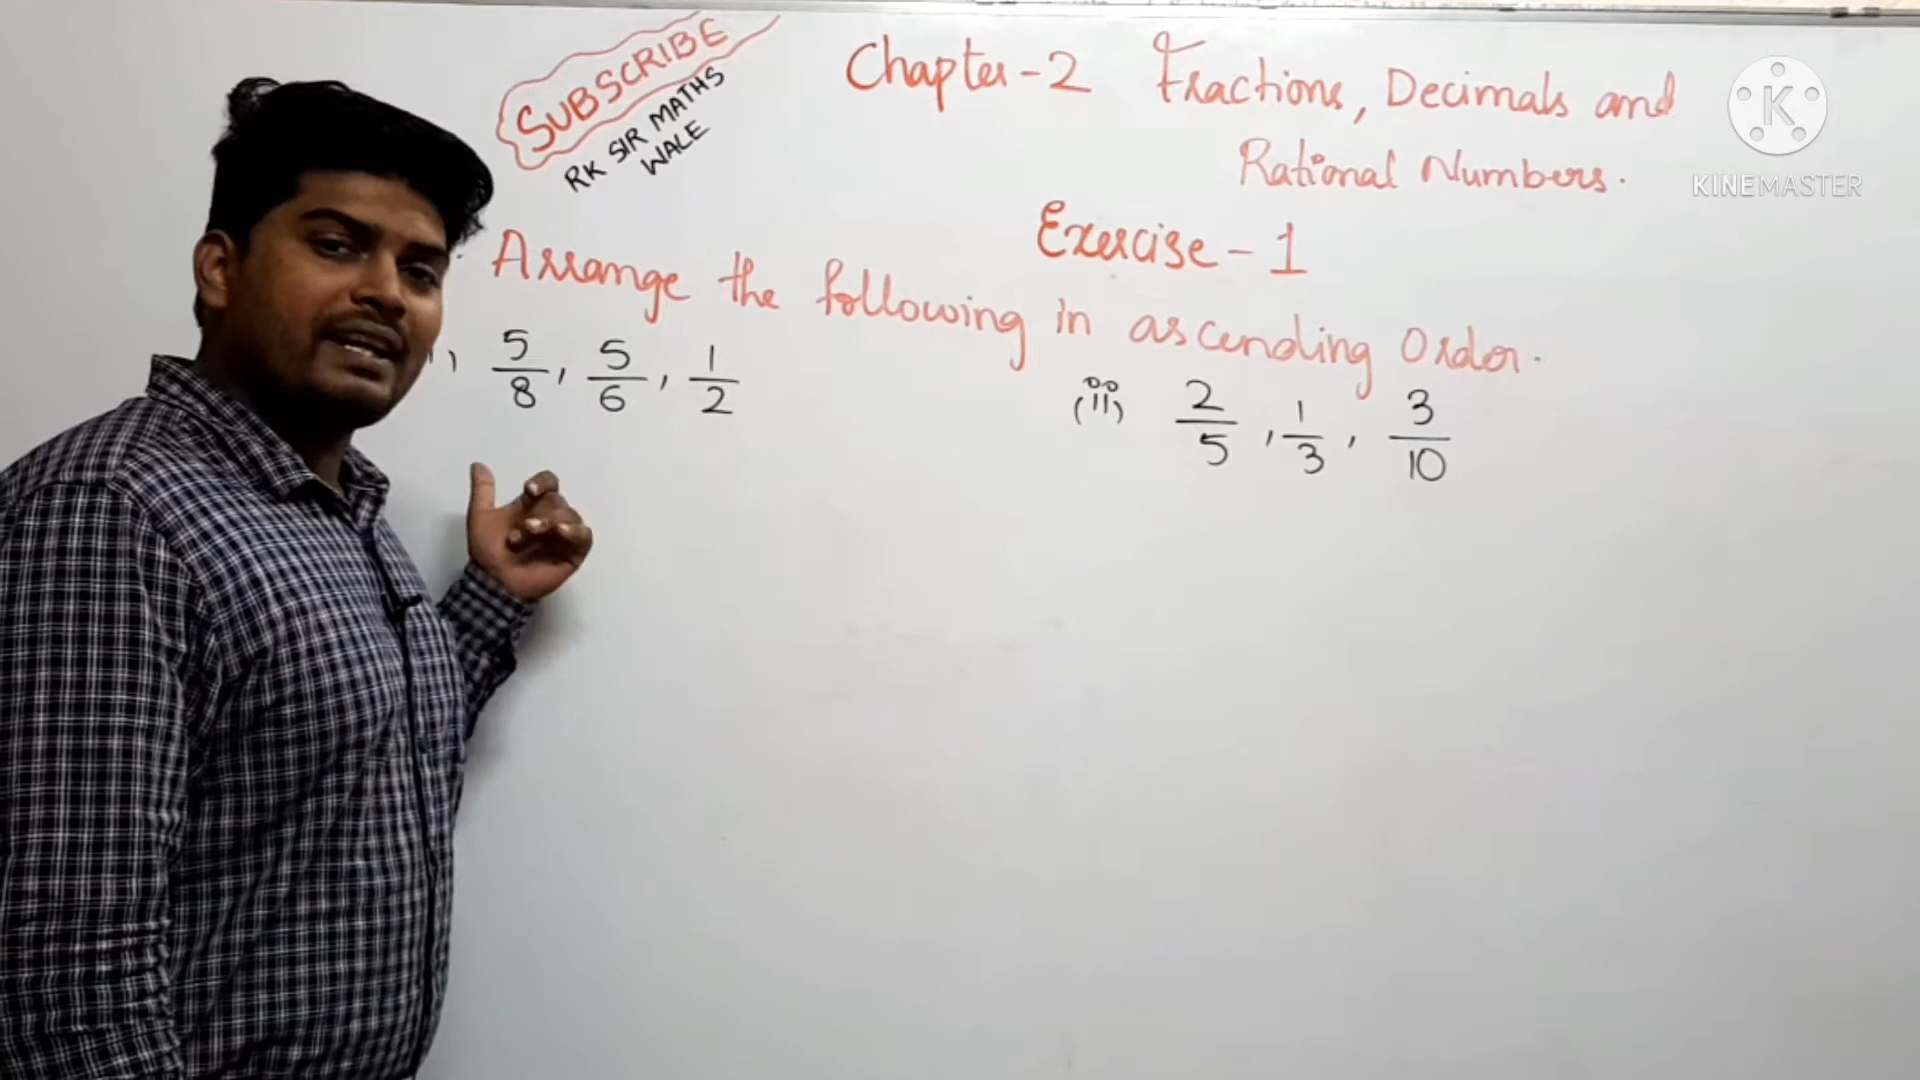 SUBSCRIBE
RK SIR MATHS
WALE
Chapter-2 Fractions, Decimals and
Rational Numbers.
KINEMASTER
Exercise-1
Arrange the following in ascending Order.
) 5/8, 5/6, 1/2
(ii) 2/5, 1/3, 3/10